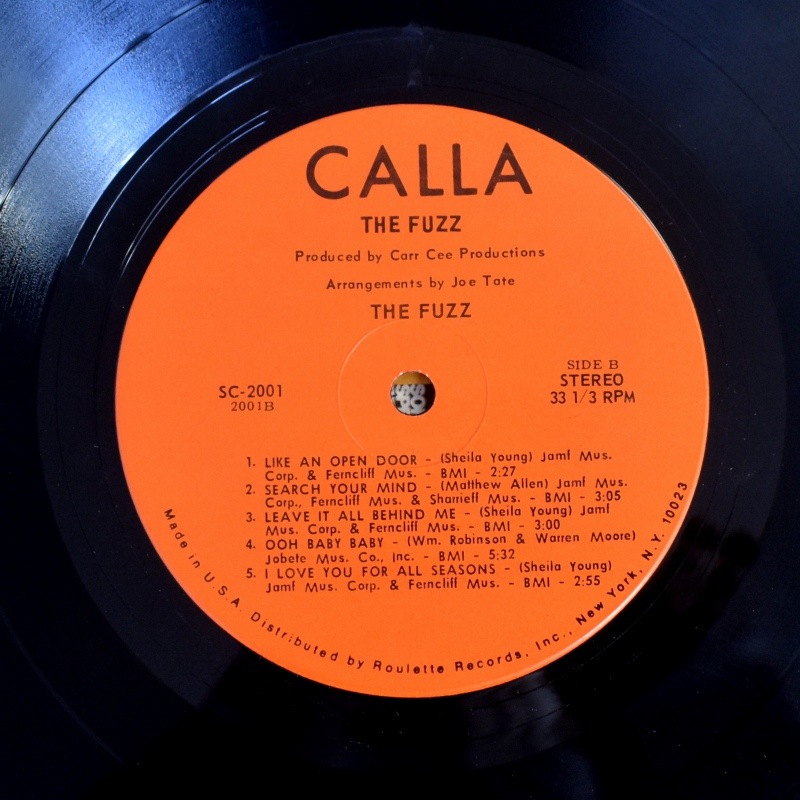 CALLA
THE FUZZ
Produced by Carr Cee Productions
Arrangements by Joe Tate
THE FUZZ
SC-2001
2001B
SIDE B
STEREO
33 1/3 RPM
1. LIKE AN OPEN DOOR - (Sheila Young) Jamf Mus.
Corp. & Ferncliff Mus. - BMI - 2:27
2. SEARCH YOUR MIND - (Matthew Allen) Jamf Mus.
Corp., Ferncliff Mus. & Sharrieff Mus. - BMI - 3:05
3. LEAVE IT ALL BEHIND ME - (Sheila Young) Jamf
Mus. Corp. & Ferncliff Mus. - BMI - 3:00
4. OOH BABY BABY - (Wm. Robinson & Warren Moore)
Jobete Mus. Co., Inc. - BMI - 5:32
5. I LOVE YOU FOR ALL SEASONS - (Sheila Young)
Jamf Mus. Corp. & Ferncliff Mus. - BMI - 2:55
Made in U.S.A. Distributed by Roulette Records, Inc., New York, N.Y. 10023